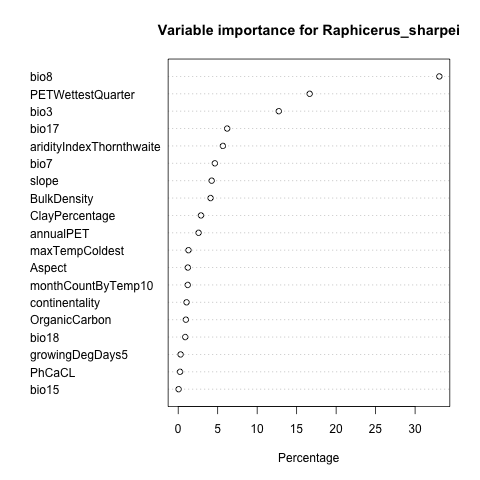 Variable importance for Raphicerus_sharpei
bio8
PETWettestQuarter
bio3
bio17
aridityIndexThornthwaite
bio7
slope
BulkDensity
ClayPercentage
annualPET
maxTempColdest
Aspect
monthCountByTemp10
continentality
OrganicCarbon
bio18
growingDegDays5
PhCaCL
bio15
0 5 10 15 20 25 30
Percentage